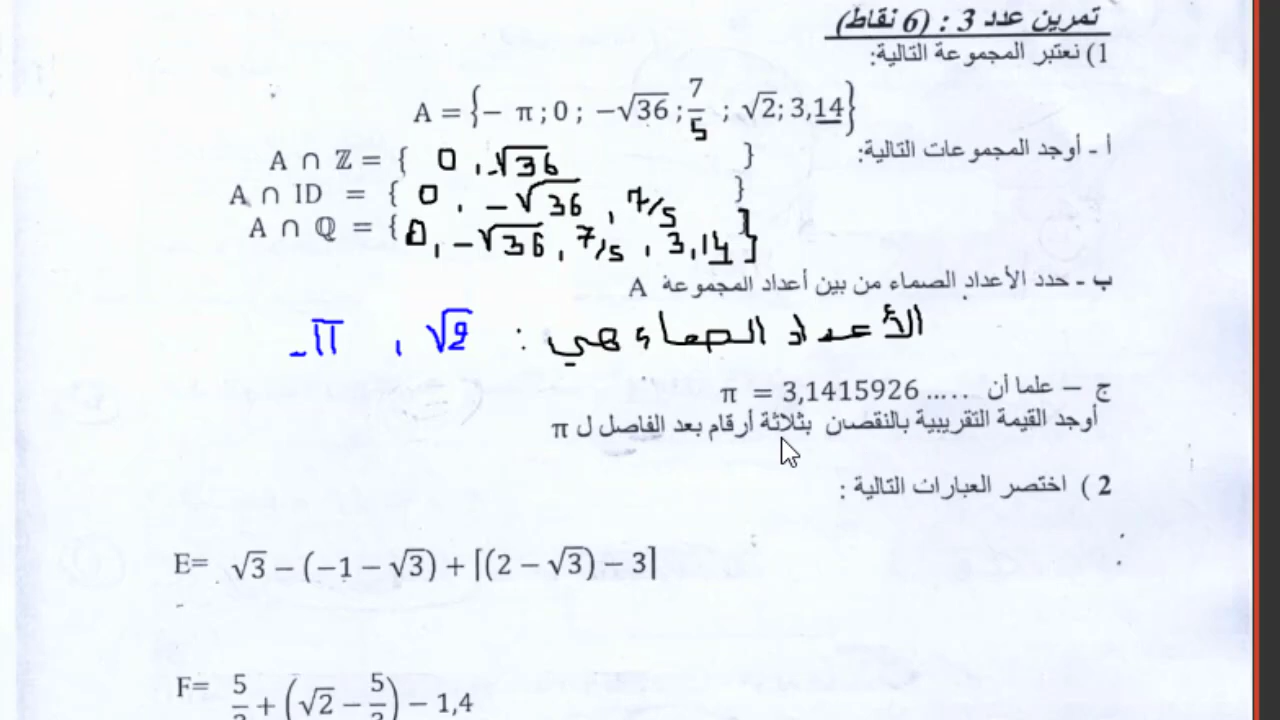 تمرين عدد 3 : (6 نقاط)
1) نعتبر المجموعة التالية:
A = {− π ; 0 ; −√36 ; 7/5 ; √2 ; 3,14}
أ - أوجد المجموعات التالية:
A ∩ ℤ = { 0 , -√36 }
A ∩ ID = { 0 , -√36 , 7/5 }
A ∩ ℚ = { 0, -√36, 7/5 , 3,14 }
ب - حدد الأعداد الصماء من بين أعداد المجموعة A
الأعداد الصماء هي : √2 , -π
ج – علما أن π = 3,1415926 .....
أوجد القيمة التقريبية بالنقصان بثلاثة أرقام بعد الفاصل ل π
2 ) اختصر العبارات التالية :
E= √3 − (−1 − √3) + [(2 − √3) − 3]
F= 5/ + (√2 − 5/) − 1,4